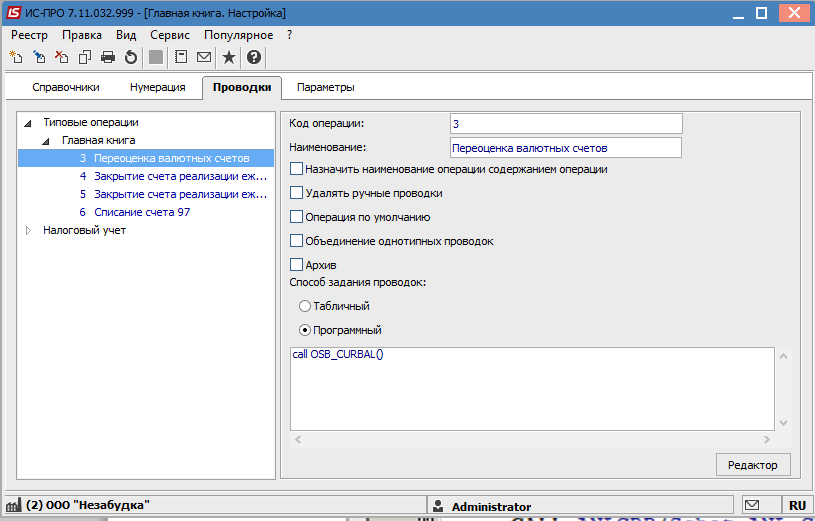 ИС-ПРО 7.11.032.999 - [Главная книга. Настройка]
Реестр Правка Вид Сервис Популярное ?
Справочники Нумерация Проводки Параметры
Типовые операции
Главная книга
3 Переоценка валютных счетов
4 Закрытие счета реализации еж...
5 Закрытие счета реализации еж...
6 Списание счета 97
Налоговый учет
Код операции: 3
Наименование: Переоценка валютных счетов
Назначить наименование операции содержанием операции
Удалять ручные проводки
Операция по умолчанию
Объединение однотипных проводок
Архив
Способ задания проводок:
Табличный
Программный
call OSB_CURBAL()
Редактор
(2) ООО "Незабудка" Administrator RU